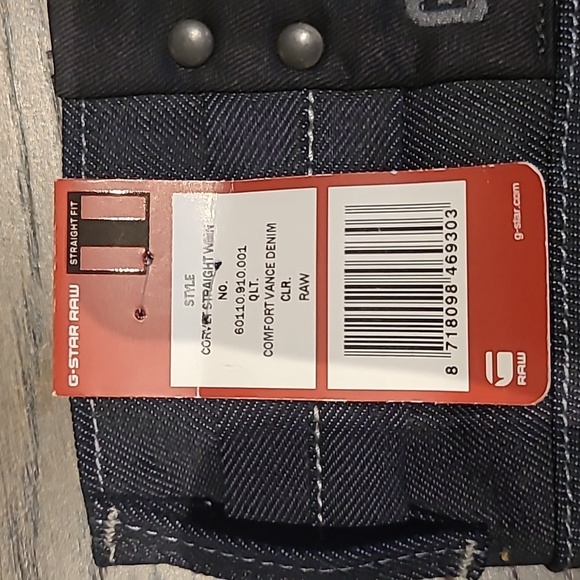 G-STAR RAW
STRAIGHT FIT
STYLE
STRAIGHT
NO.
60110.910.001
QLT.
COMFORT VANCE DENIM
CLR.
RAW
8 718098 469303
g-star.com
RAW